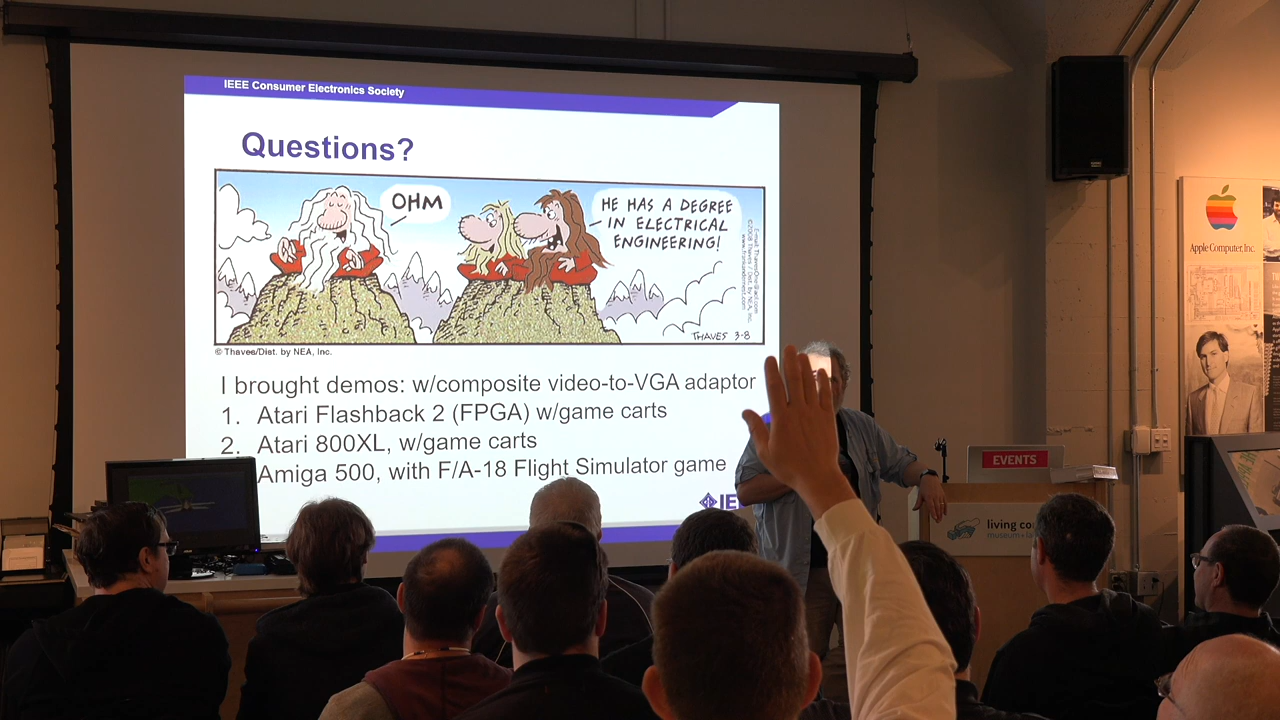 IEEE Consumer Electronics Society
Questions?
OHM
HE HAS A DEGREE
IN ELECTRICAL
ENGINEERING!
THAVES 3-8
© Thaves/Dist. by NEA, Inc.
I brought demos: w/composite video-to-VGA adaptor
1. Atari Flashback 2 (FPGA) w/game carts
2. Atari 800XL, w/game carts
Amiga 500, with F/A-18 Flight Simulator game
EVENTS
living
Apple Computer, Inc.